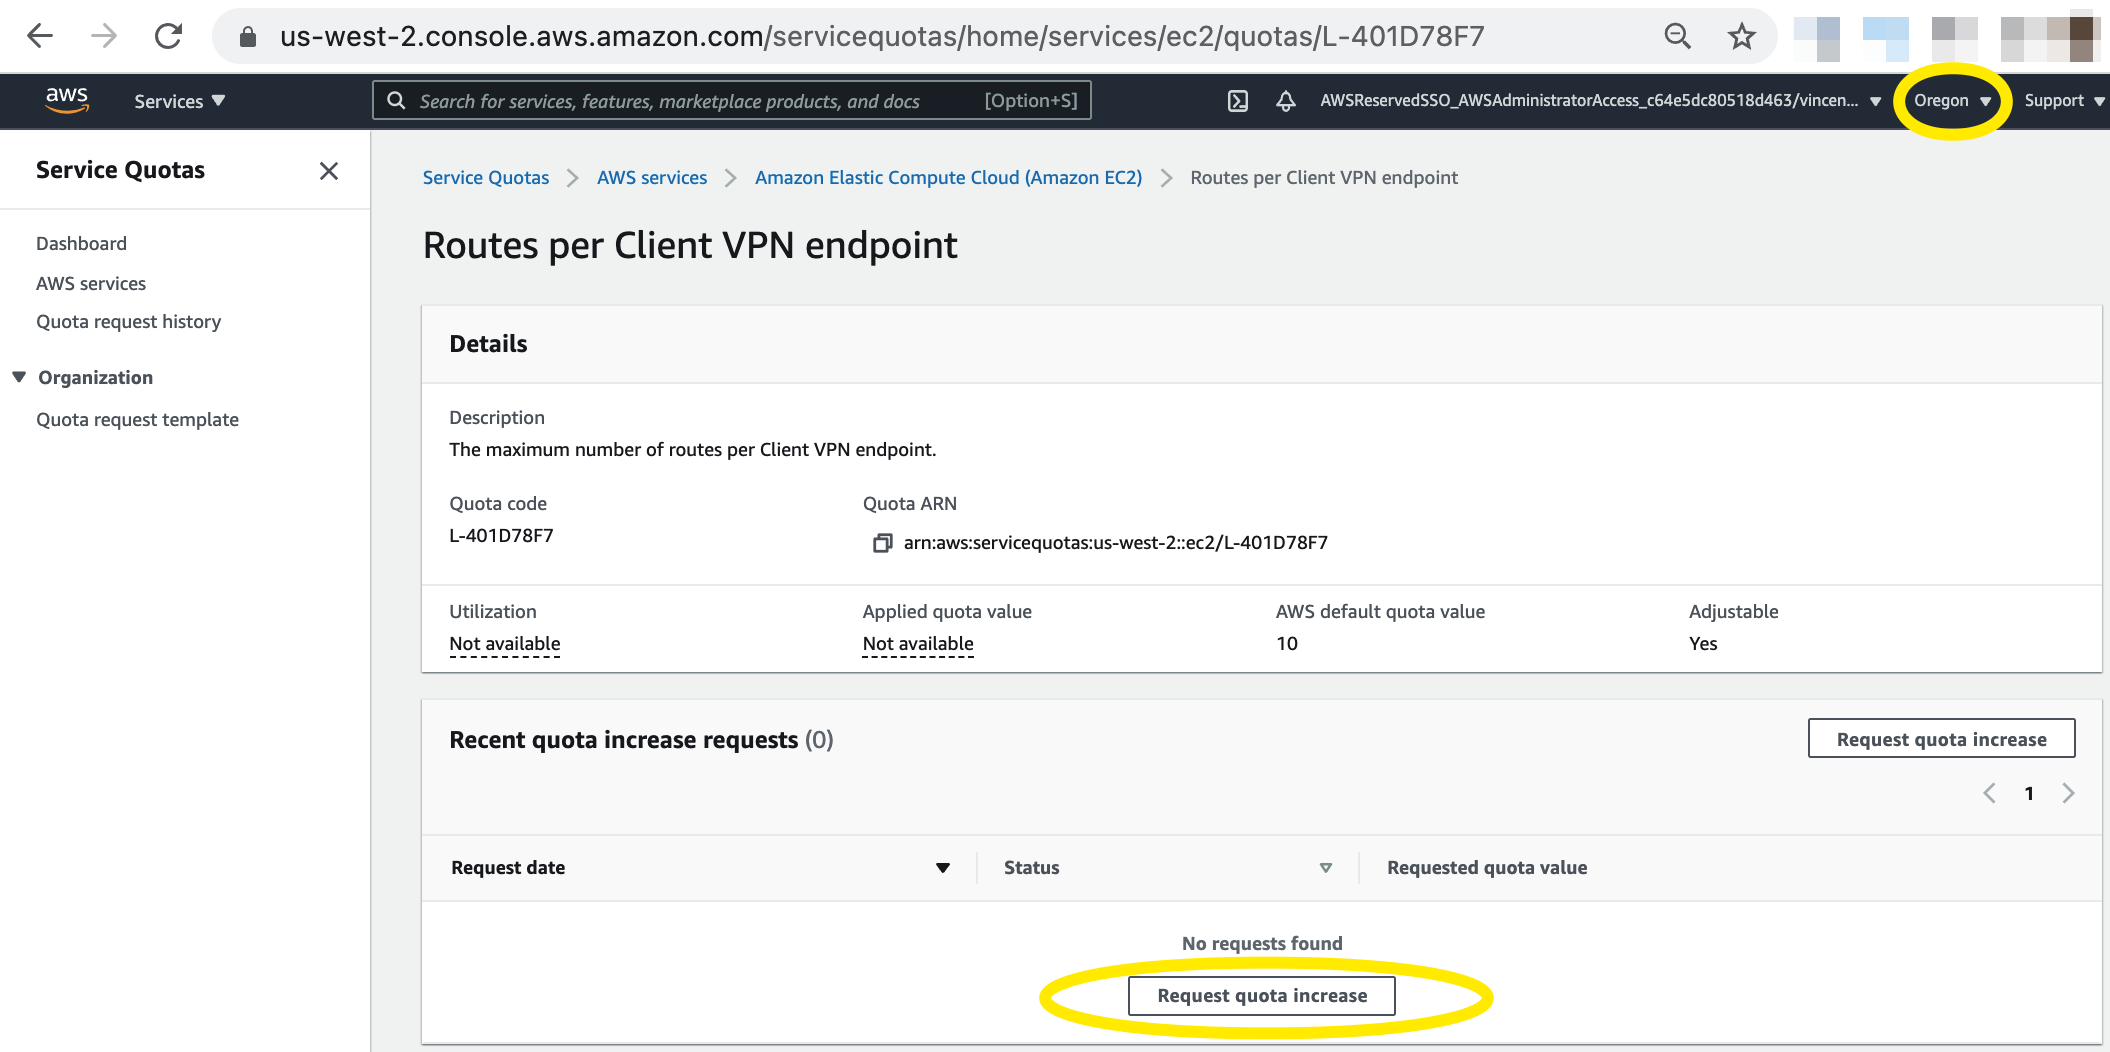 us-west-2.console.aws.amazon.com/servicequotas/home/services/ec2/quotas/L-401D78F7
aws Services Search for services, features, marketplace products, and docs [Option+S] AWSReservedSSO_AWSAdministratorAccess_c64e5dc80518d463/vincen... Oregon Support
Service Quotas
Dashboard
AWS services
Quota request history
Organization
Quota request template
Service Quotas AWS services Amazon Elastic Compute Cloud (Amazon EC2) Routes per Client VPN endpoint
Routes per Client VPN endpoint
Details
Description
The maximum number of routes per Client VPN endpoint.
Quota code Quota ARN
L-401D78F7 arn:aws:servicequotas:us-west-2::ec2/L-401D78F7
Utilization Applied quota value AWS default quota value Adjustable
Not available Not available 10 Yes
Recent quota increase requests (0) Request quota increase
1
Request date Status Requested quota value
No requests found
Request quota increase